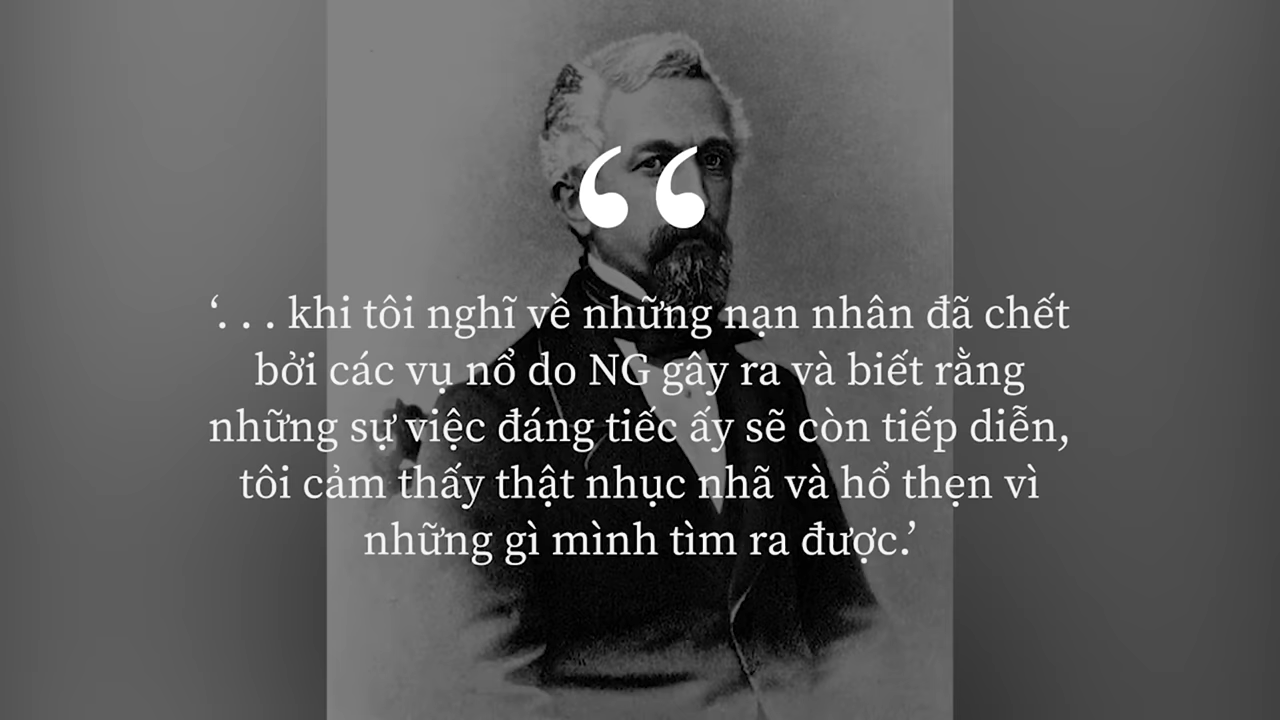 “
‘. . . khi tôi nghĩ về những nạn nhân đã chết
bởi các vụ nổ do NG gây ra và biết rằng
những sự việc đáng tiếc ấy sẽ còn tiếp diễn,
tôi cảm thấy thật nhục nhã và hổ thẹn vì
những gì mình tìm ra được.’